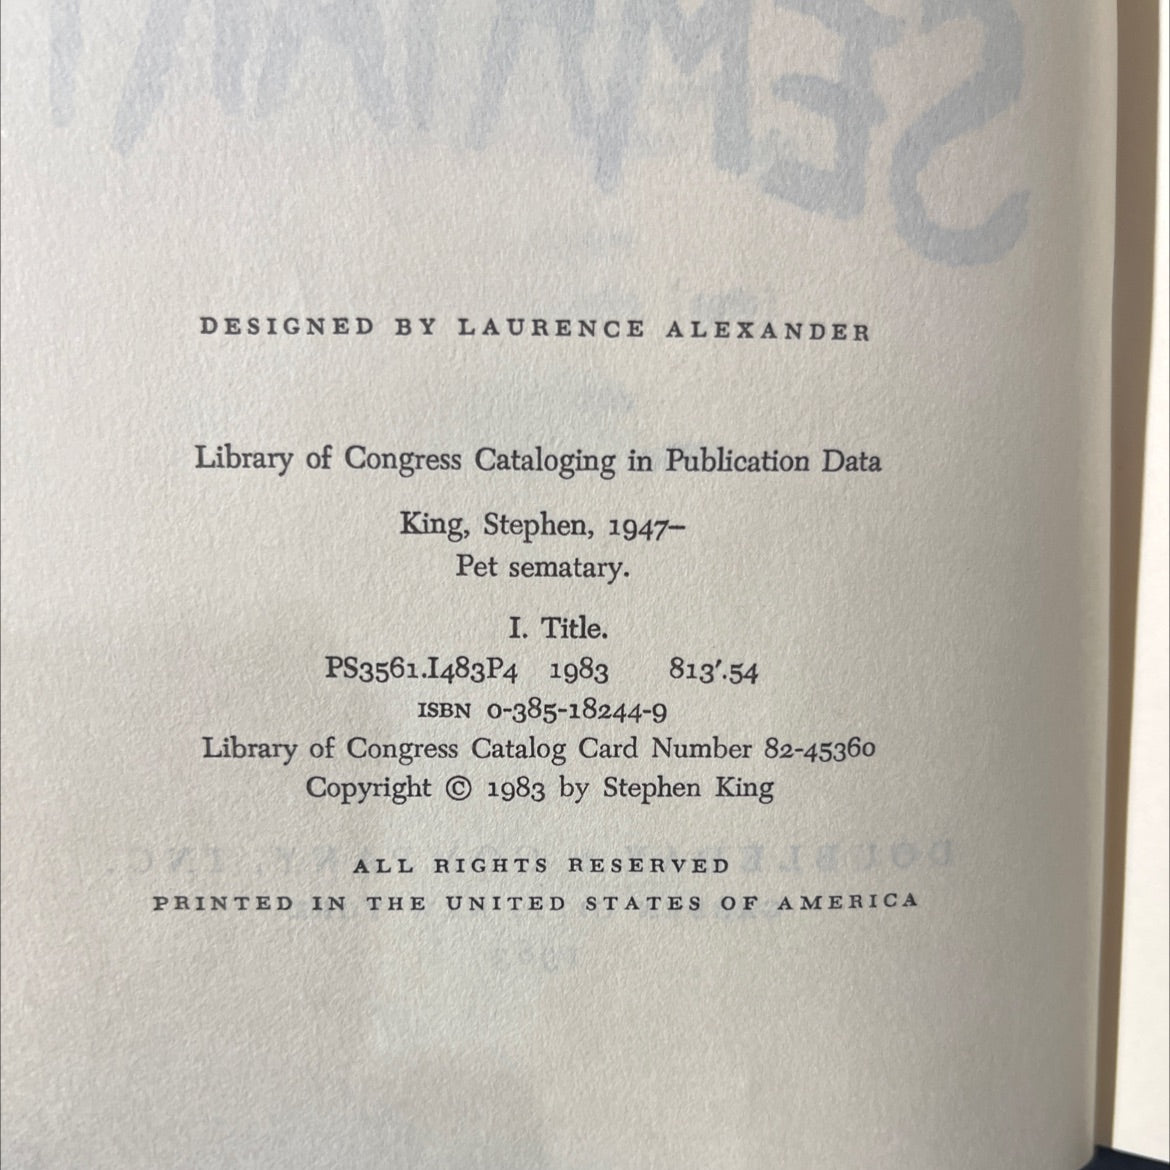 DESIGNED BY LAURENCE ALEXANDER
Library of Congress Cataloging in Publication Data
King, Stephen, 1947–
Pet sematary.
I. Title.
PS3561.I483P4 1983 813′.54
ISBN 0-385-18244-9
Library of Congress Catalog Card Number 82-45360
Copyright © 1983 by Stephen King
ALL RIGHTS RESERVED
PRINTED IN THE UNITED STATES OF AMERICA